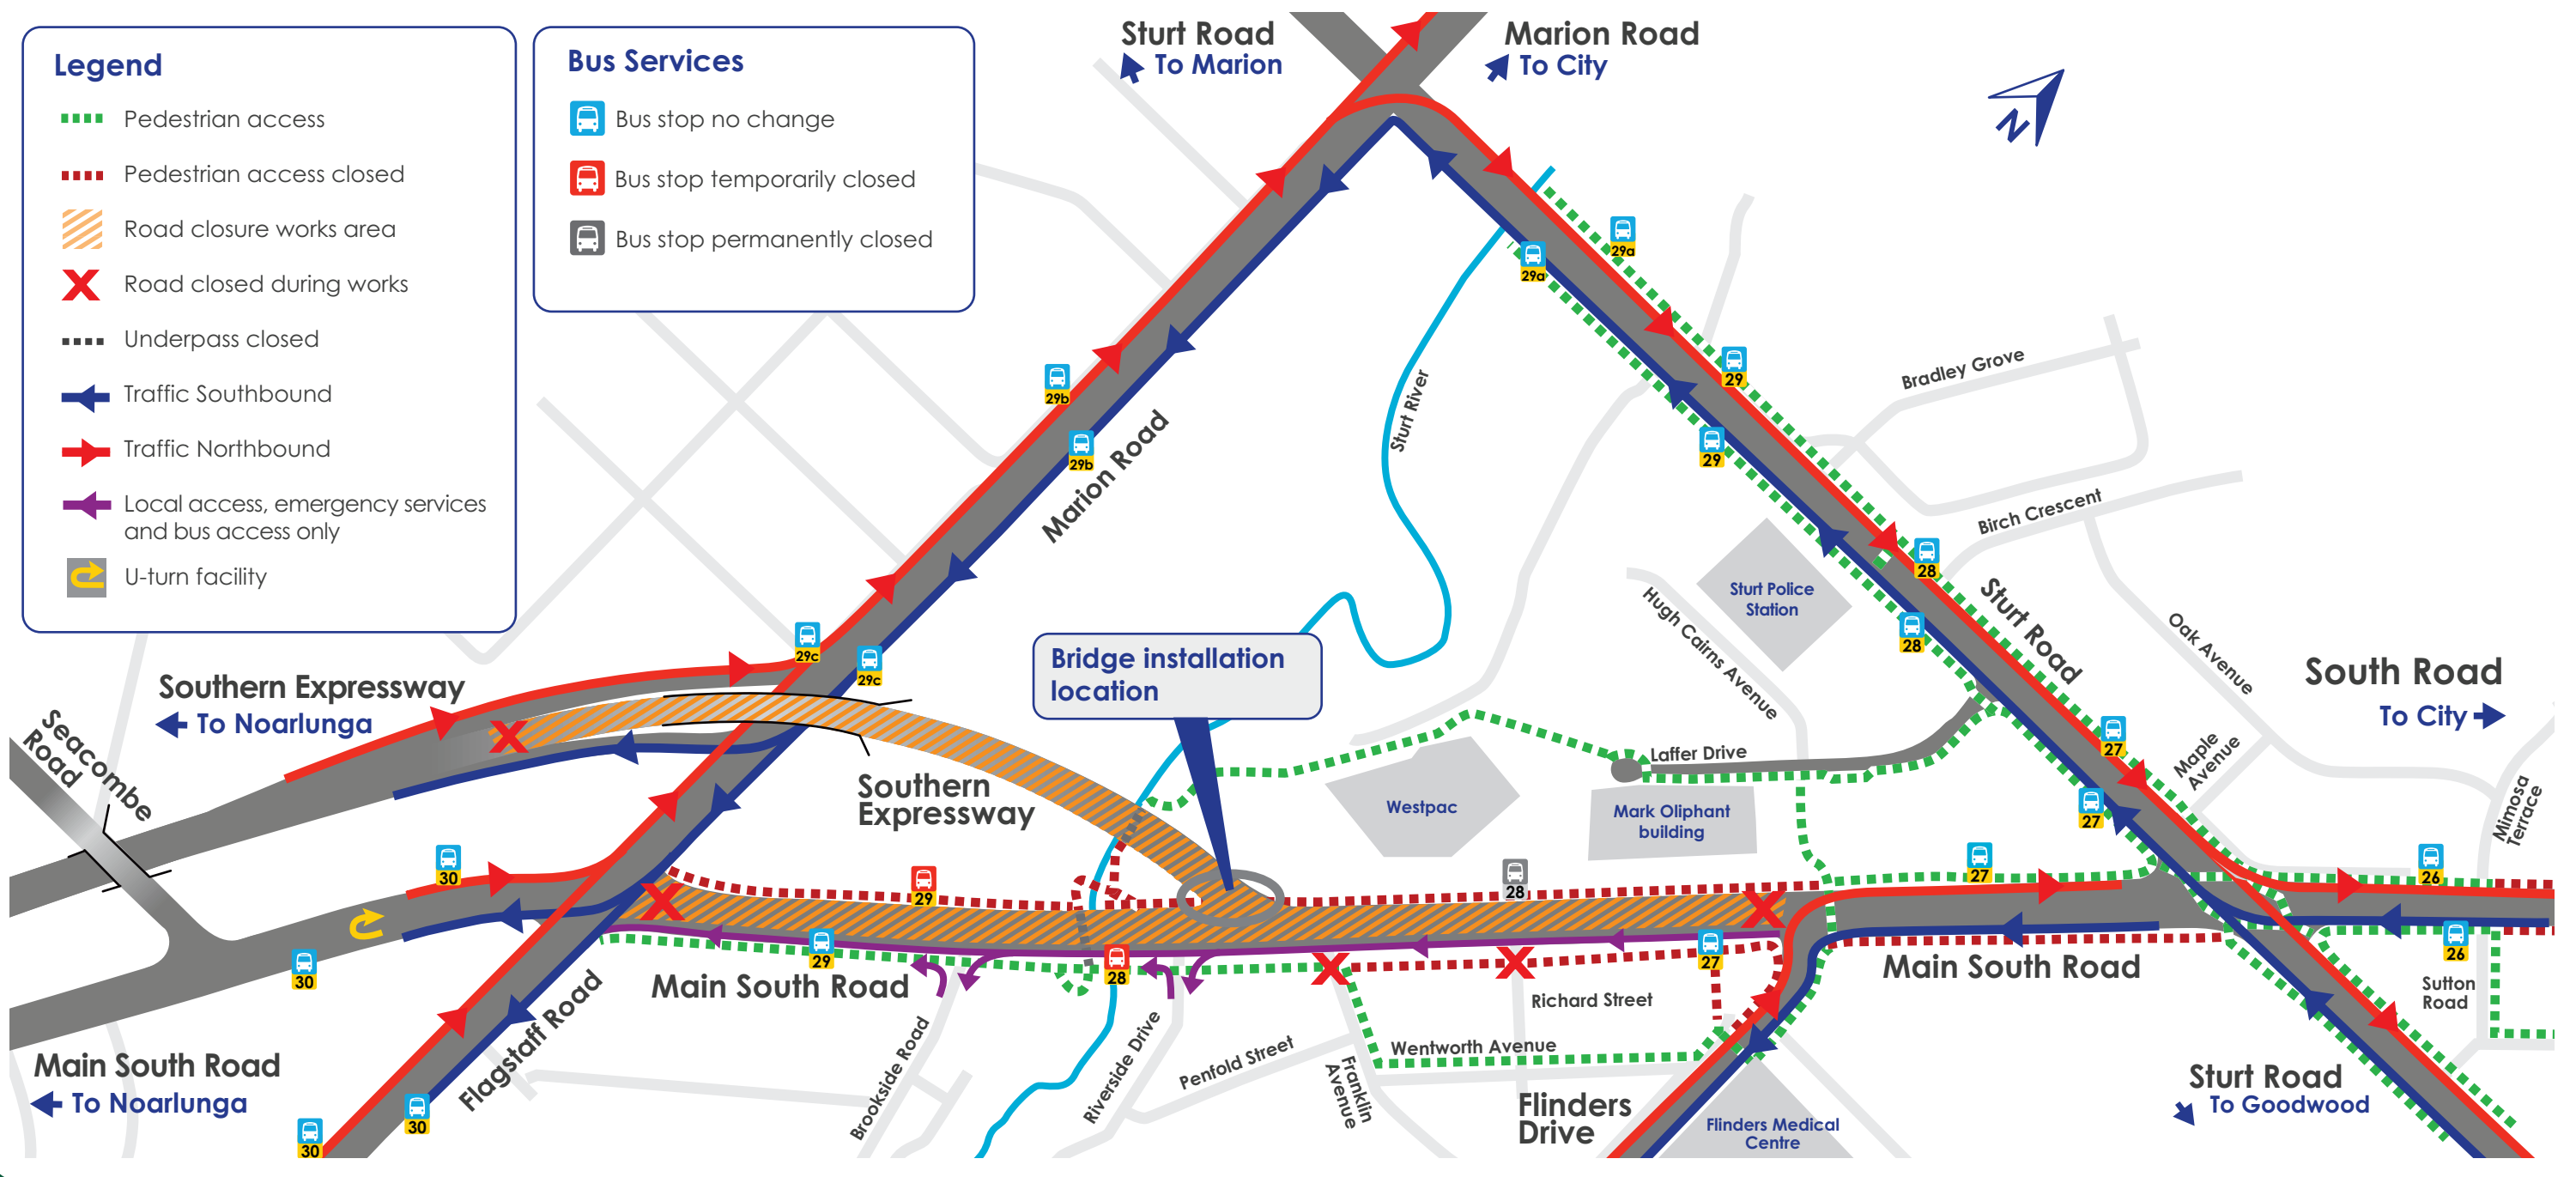 Legend
Pedestrian access
Pedestrian access closed
Road closure works area
Road closed during works
Underpass closed
Traffic Southbound
Traffic Northbound
Local access, emergency services
and bus access only
U-turn facility
Bus Services
Bus stop no change
Bus stop temporarily closed
Bus stop permanently closed
Sturt Road
To Marion
Marion Road
To City
N
29a
29a
29
29
29b
29b
Marion Road
Sturt River
Bradley Grove
Birch Crescent
28
28
Sturt Police
Station
Hugh Cairns Avenue
Sturt Road
Oak Avenue
South Road
To City
29c
29c
Bridge installation
location
Southern Expressway
To Noarlunga
Seacombe
Road
Southern
Expressway
Laffer Drive
Westpac
Mark Oliphant
building
27
27
Maple
Avenue
Mimosa
Terrace
30
30
29
28
27
26
29
28
27
26
Main South Road
Main South Road
Richard Street
Sutton
Road
Flagstaff Road
Brookside Road
Riverside Drive
Penfold Street
Franklin
Avenue
Wentworth Avenue
Main South Road
To Noarlunga
30
30
Flinders
Drive
Flinders Medical
Centre
Sturt Road
To Goodwood